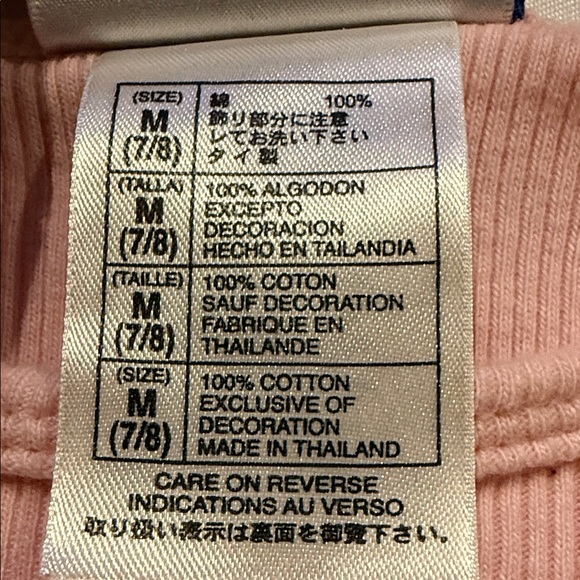 (SIZE)
M
(7/8)
綿 100%
飾り部分に注意
してお洗い下さい
タイ製
(TALLA)
M
(7/8)
100% ALGODON
EXCEPTO
DECORACION
HECHO EN TAILANDIA
(TAILLE)
M
(7/8)
100% COTON
SAUF DECORATION
FABRIQUE EN
THAILANDE
(SIZE)
M
(7/8)
100% COTTON
EXCLUSIVE OF
DECORATION
MADE IN THAILAND
CARE ON REVERSE
INDICATIONS AU VERSO
取り扱い表示は裏面を御覧下さい